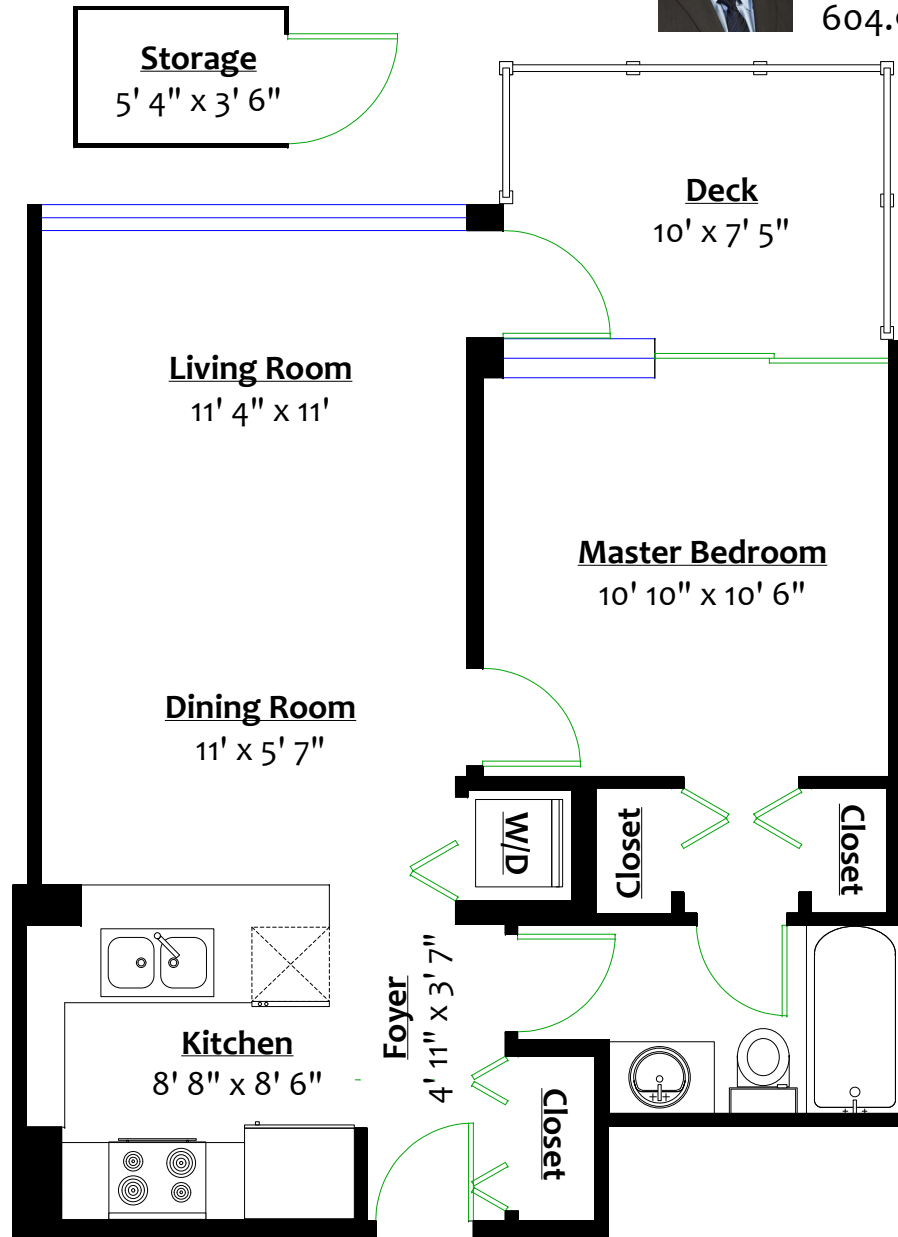 604.
Storage
5' 4" x 3' 6"
Deck
10' x 7' 5"
Living Room
11' 4" x 11'
Master Bedroom
10' 10" x 10' 6"
Dining Room
11' x 5' 7"
W/D
Closet
Closet
Foyer
4' 11" x 3' 7"
Kitchen
8' 8" x 8' 6"
Closet